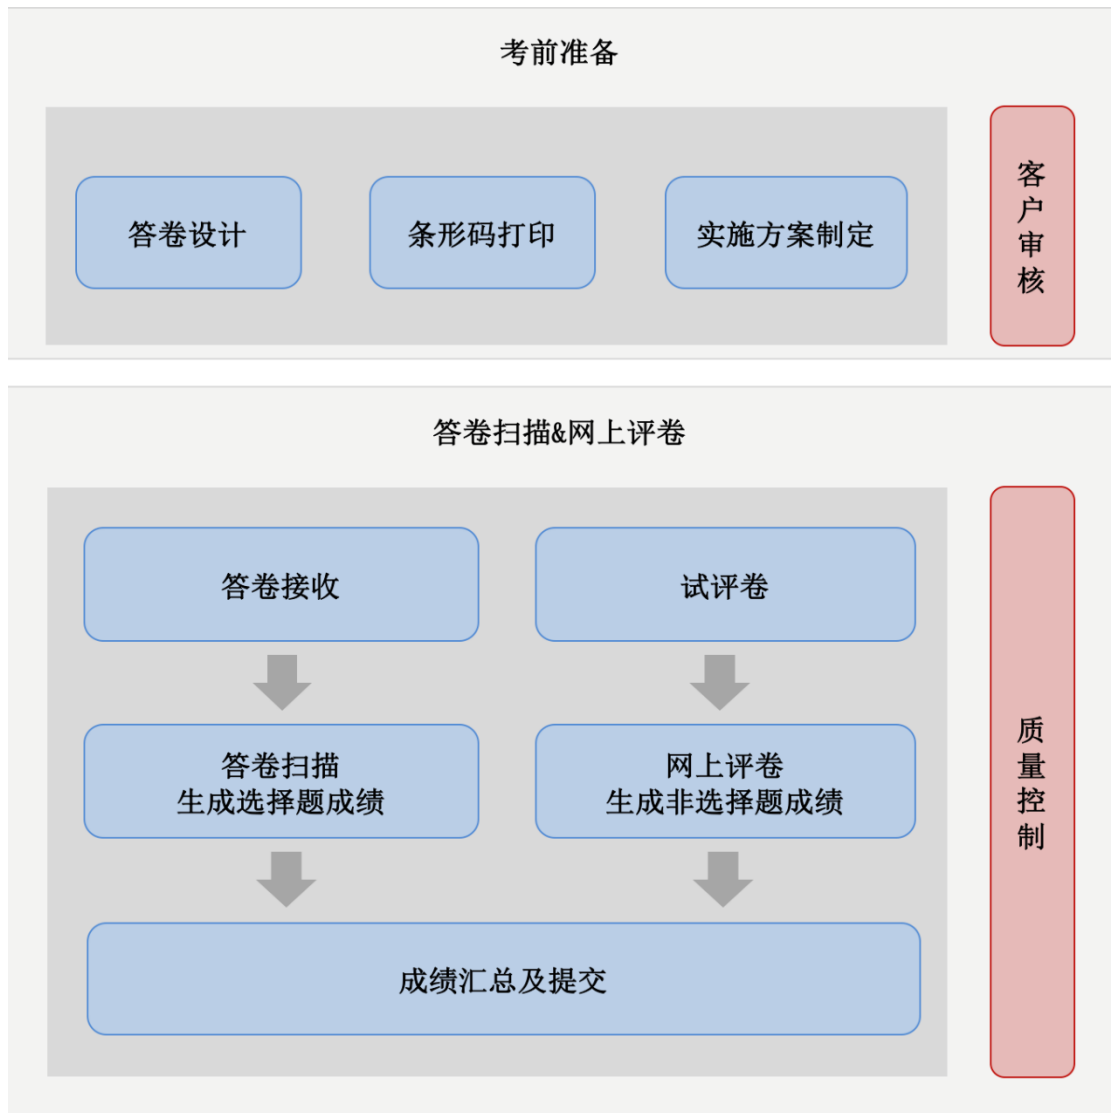 考前准备
答卷设计
条形码打印
实施方案制定
客户审核
答卷扫描&网上评卷
答卷接收
试评卷
答卷扫描
生成选择题成绩
网上评卷
生成非选择题成绩
成绩汇总及提交
质量控制